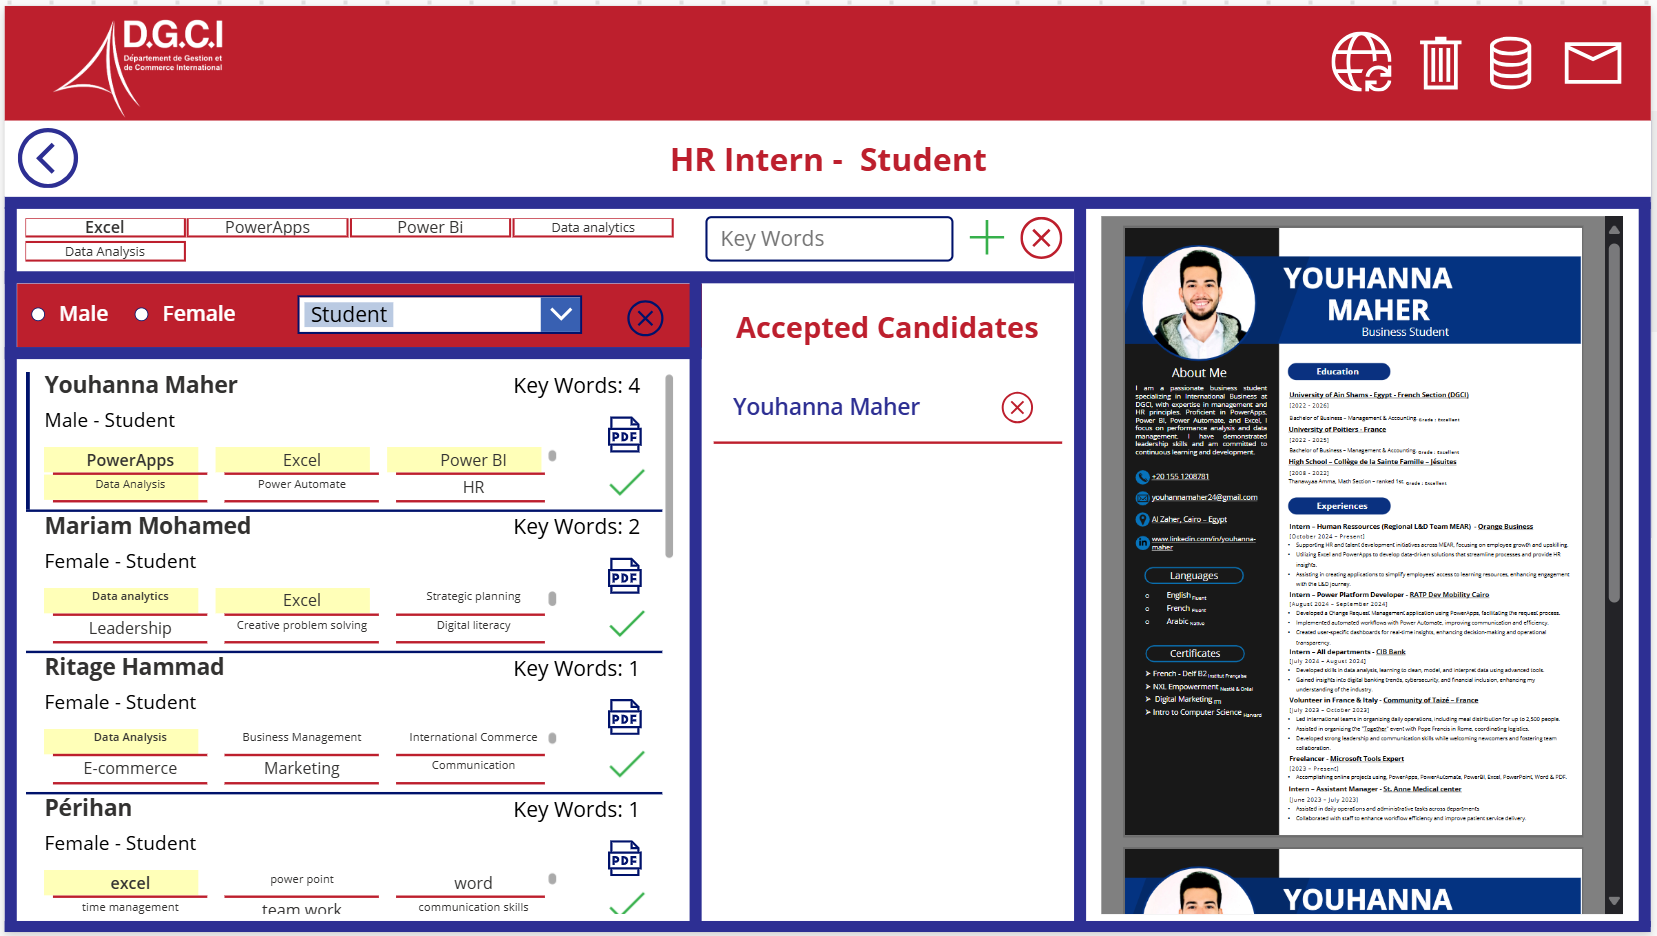 D.G.C.I
Département de Gestion et
de Commerce International
HR Intern - Student
Excel
PowerApps
Power Bi
Data analytics
Data Analysis
Key Words
Male
Female
Student
Youhanna Maher
Key Words: 4
Male - Student
PDF
PowerApps
Excel
Power BI
Data Analysis
Power Automate
HR
Mariam Mohamed
Key Words: 2
Female - Student
PDF
Data analytics
Excel
Strategic planning
Leadership
Creative problem solving
Digital literacy
Ritage Hammad
Key Words: 1
Female - Student
PDF
Data Analysis
Business Management
International Commerce
E-commerce
Marketing
Communication
Périhan
Key Words: 1
Female - Student
PDF
excel
power point
word
time management
team work
communication skills
Accepted Candidates
Youhanna Maher
YOUHANNA
MAHER
Business Student
About Me
I am a passionate business student
specializing in International Business at
DGCI, with expertise in management and
HR principles. Proficient in PowerApps,
Power BI, Power Automate, and Excel, I
focus on performance analysis and data
management. I have demonstrated
leadership skills and am committed to
continuous learning and development.
+20 155 1208781
youhannamaher24@gmail.com
Al Zaher, Cairo – Egypt
www.linkedin.com/in/youhanna-
maher
Languages
English Fluent
French Fluent
Arabic Native
Certificates
French - Delf B2 Institut Française
NXL Empowerment Nestlé & Oréal
Digital Marketing ITI
Intro to Computer Science Harvard
Education
University of Ain Shams - Egypt - French Section (DGCI)
[2022 - 2026]
Bachelor of Business – Management & Accounting. Grade : Excellent
University of Poitiers - France
[2022 - 2025]
Bachelor of Business – Management & Accounting. Grade : Excellent
High School – Collège de la Sainte Famille – Jésuites
[2008 - 2022]
Thanawyaa Amma, Math Section – ranked 1st. Grade : Excellent
Experiences
Intern – Human Ressources (Regional L&D Team MEAR) - Orange Business
[October 2024 – Present]
• Supporting HR and talent development initiatives across MEAR, focusing on employee growth and upskilling.
• Utilizing Excel and PowerApps to develop data-driven solutions that streamline processes and provide HR
insights.
• Assisting in creating applications to simplify employees' access to learning resources, enhancing engagement
with the L&D journey.
Intern – Power Platform Developer - RATP Dev Mobility Cairo
[August 2024 – September 2024]
• Developed a Change Request Management application using PowerApps, facilitating the request process.
• Implemented automated workflows with Power Automate, improving communication and efficiency.
• Created user-specific dashboards for real-time insights, enhancing decision-making and operational
transparency.
Intern – All departments - CIB Bank
[July 2024 – August 2024]
• Developed skills in data analysis, learning to clean, model, and interpret data using advanced tools.
• Gained insights into digital banking trends, cybersecurity, and financial inclusion, enhancing my
understanding of the industry.
Volunteer in France & Italy - Community of Taizé – France
[July 2023 – October 2023]
• Led international teams in organizing daily operations, including meal distribution for up to 2,500 people.
• Assisted in organizing the "Together" event with Pope Francis in Rome, coordinating logistics.
• Developed strong leadership and communication skills while welcoming newcomers and fostering team
collaboration.
Freelancer - Microsoft Tools Expert
[2023 – Present]
• Accomplishing online projects using, PowerApps, PowerAutomate, PowerBI, Excel, PowerPoint, Word & PDF.
Intern – Assistant Manager - St. Anne Medical center
[June 2023 – July 2023]
• Assisted in daily operations and administrative tasks across departments
• Collaborated with staff to enhance workflow efficiency and improve patient service delivery.
YOUHANNA